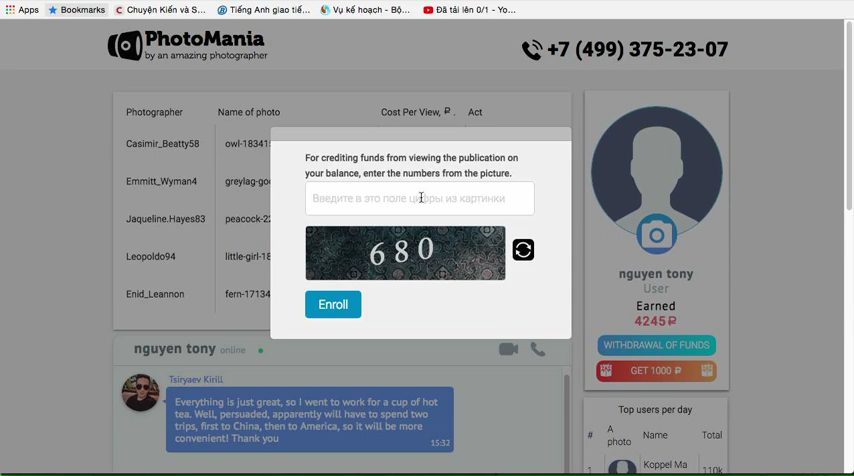 Apps
Bookmarks
Chuyện Kiến và S...
Tiếng Anh giao tiế...
Vụ kế hoạch - Bộ...
Đã tải lên 0/1 - Yo...
PhotoMania
by an amazing photographer
+7 (499) 375-23-07
Photographer
Name of photo
Cost Per View, ₽ .
Act
Casimir_Beatty58
owl-18341
Emmitt_Wyman4
greylag-go
Jaqueline.Hayes83
peacock-22
Leopoldo94
little-girl-18
Enid_Leannon
fern-17134
For crediting funds from viewing the publication on
your balance, enter the numbers from the picture.
Введите в это поле цифры из картинки
680
Enroll
nguyen tony
User
Earned
4245₽
WITHDRAWAL OF FUNDS
GET 1000 ₽
nguyen tony online
Tsiryaev Kirill
Everything is just great, so I went to work for a cup of hot
tea. Well, persuaded, apparently will have to spend two
trips, first to China, then to America, so it will be more
convenient! Thank you
15:32
Top users per day
#
A photo
Name
Total
1
Koppel Ma
110k